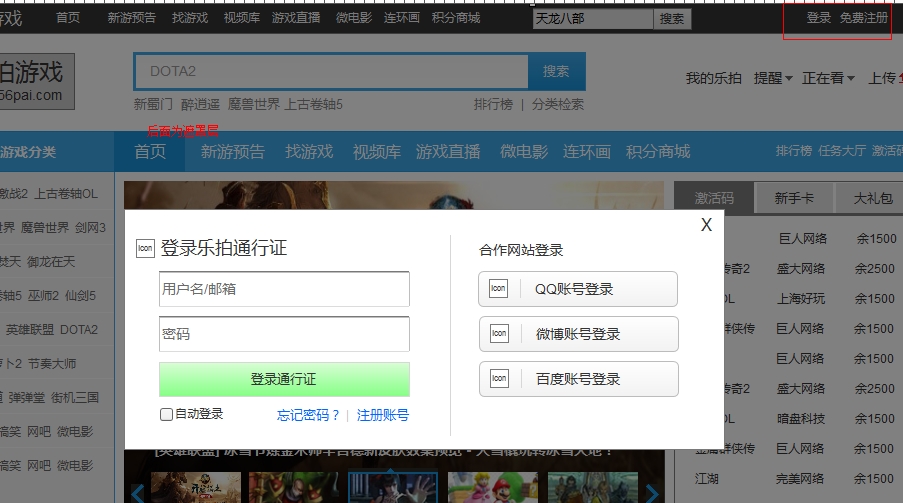 游戏 首页 新游预告 找游戏 视频库 游戏直播 微电影 连环画 积分商城 天龙八部 搜索 登录 免费注册
拍游戏
56pai.com
DOTA2 搜索
我的乐拍 提醒 正在看 上传
新蜀门 醉逍遥 魔兽世界 上古卷轴5 排行榜 | 分类检索
后面为遮罩层
游戏分类 首页 新游预告 找游戏 视频库 游戏直播 微电影 连环画 积分商城 排行榜 任务大厅 激活码
激活码 新手卡 大礼包
激战2 上古卷轴OL
世界 魔兽世界 剑网3
梵天 御龙在天
卷轴5 巫师2 仙剑5
英雄联盟 DOTA2
萝卜2 节奏大师
弹弹堂 街机三国
搞笑 网吧 微电影
搞笑 网吧 微电影
X
Icon 登录乐拍通行证
用户名/邮箱
密码
登录通行证
自动登录 忘记密码？ | 注册账号
合作网站登录
Icon QQ账号登录
Icon 微博账号登录
Icon 百度账号登录
巨人网络 余1500
传奇2 盛大网络 余2500
OL 上海好玩 余1500
群侠传 巨人网络 余1500
巨人网络 余1500
传奇2 盛大网络 余1500
OL 暗盘科技 余1500
金庸群侠传 巨人网络 余1500
江湖 完美网络 余1500